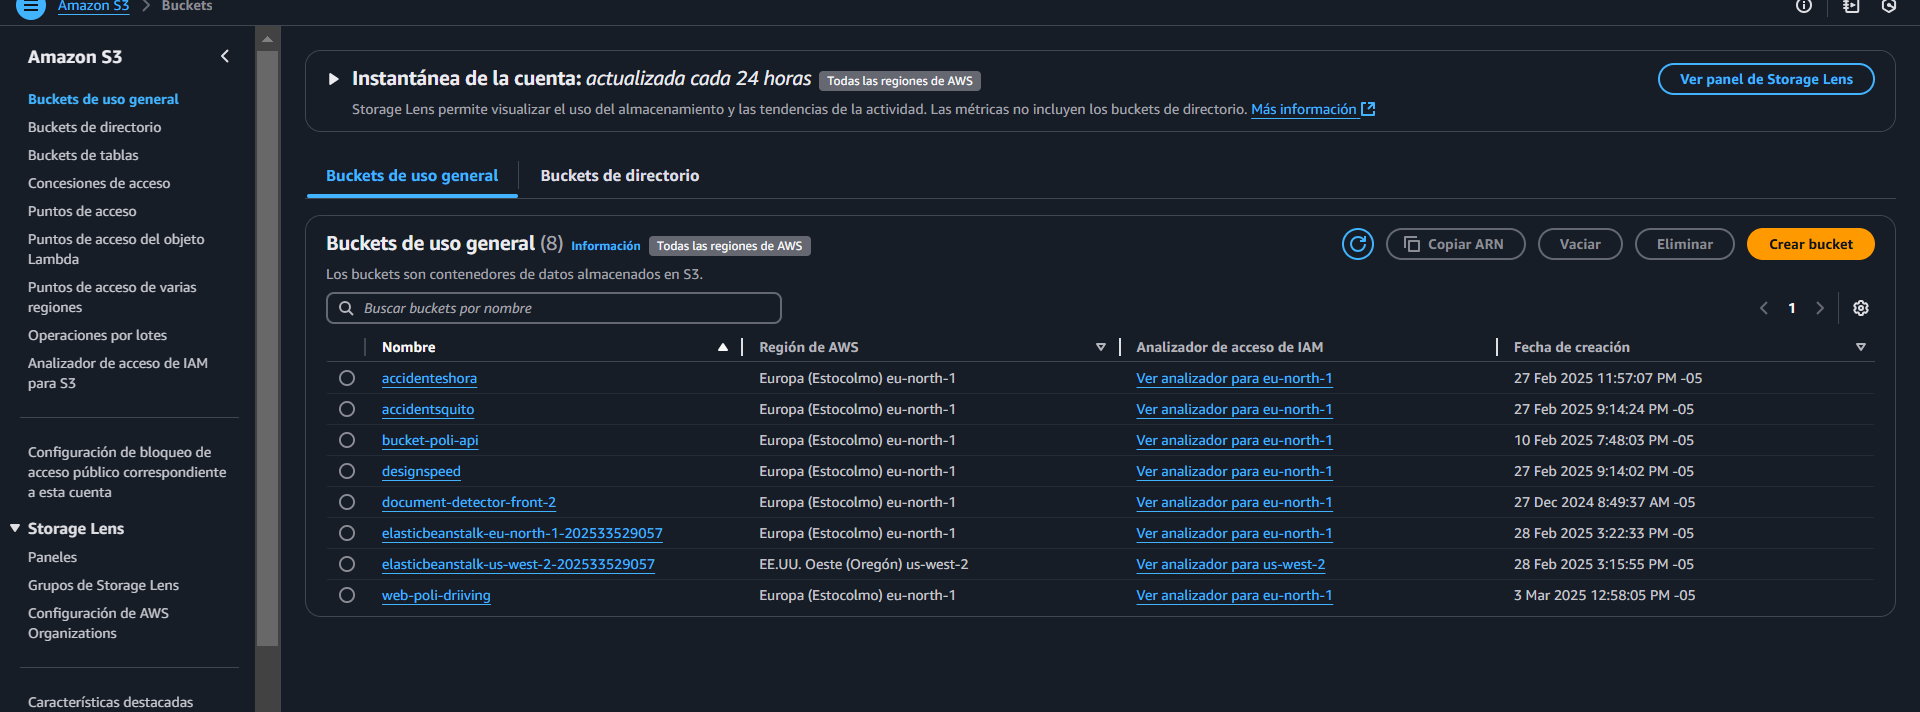 Amazon S3 > Buckets
Amazon S3
Buckets de uso general
Buckets de directorio
Buckets de tablas
Concesiones de acceso
Puntos de acceso
Puntos de acceso del objeto
Lambda
Puntos de acceso de varias
regiones
Operaciones por lotes
Analizador de acceso de IAM
para S3
Configuración de bloqueo de
acceso público correspondiente
a esta cuenta
Storage Lens
Paneles
Grupos de Storage Lens
Configuración de AWS
Organizations
Características destacadas
Instantánea de la cuenta: actualizada cada 24 horas Todas las regiones de AWS
Ver panel de Storage Lens
Storage Lens permite visualizar el uso del almacenamiento y las tendencias de la actividad. Las métricas no incluyen los buckets de directorio. Más información
Buckets de uso general Buckets de directorio
Buckets de uso general (8) Información Todas las regiones de AWS
Copiar ARN Vaciar Eliminar Crear bucket
Los buckets son contenedores de datos almacenados en S3.
Buscar buckets por nombre
1
Nombre Región de AWS Analizador de acceso de IAM Fecha de creación
accidenteshora Europa (Estocolmo) eu-north-1 Ver analizador para eu-north-1 27 Feb 2025 11:57:07 PM -05
accidentsquito Europa (Estocolmo) eu-north-1 Ver analizador para eu-north-1 27 Feb 2025 9:14:24 PM -05
bucket-poli-api Europa (Estocolmo) eu-north-1 Ver analizador para eu-north-1 10 Feb 2025 7:48:03 PM -05
designspeed Europa (Estocolmo) eu-north-1 Ver analizador para eu-north-1 27 Feb 2025 9:14:02 PM -05
document-detector-front-2 Europa (Estocolmo) eu-north-1 Ver analizador para eu-north-1 27 Dec 2024 8:49:37 AM -05
elasticbeanstalk-eu-north-1-202533529057 Europa (Estocolmo) eu-north-1 Ver analizador para eu-north-1 28 Feb 2025 3:22:33 PM -05
elasticbeanstalk-us-west-2-202533529057 EE.UU. Oeste (Oregón) us-west-2 Ver analizador para us-west-2 28 Feb 2025 3:15:55 PM -05
web-poli-driiving Europa (Estocolmo) eu-north-1 Ver analizador para eu-north-1 3 Mar 2025 12:58:05 PM -05